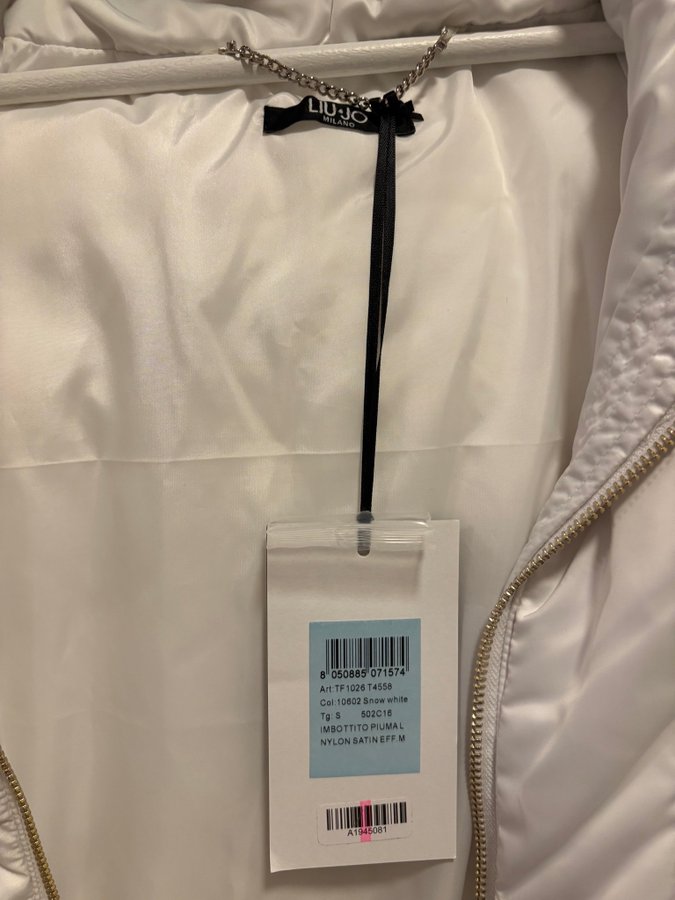 LIU·JO
MILANO
8 050885 071574
Art:TF1026 T4558
Col:10602 Snow white
Tg: S 502C16
IMBOTTITO PIUMA L
NYLON SATIN EFF.M
A1945081